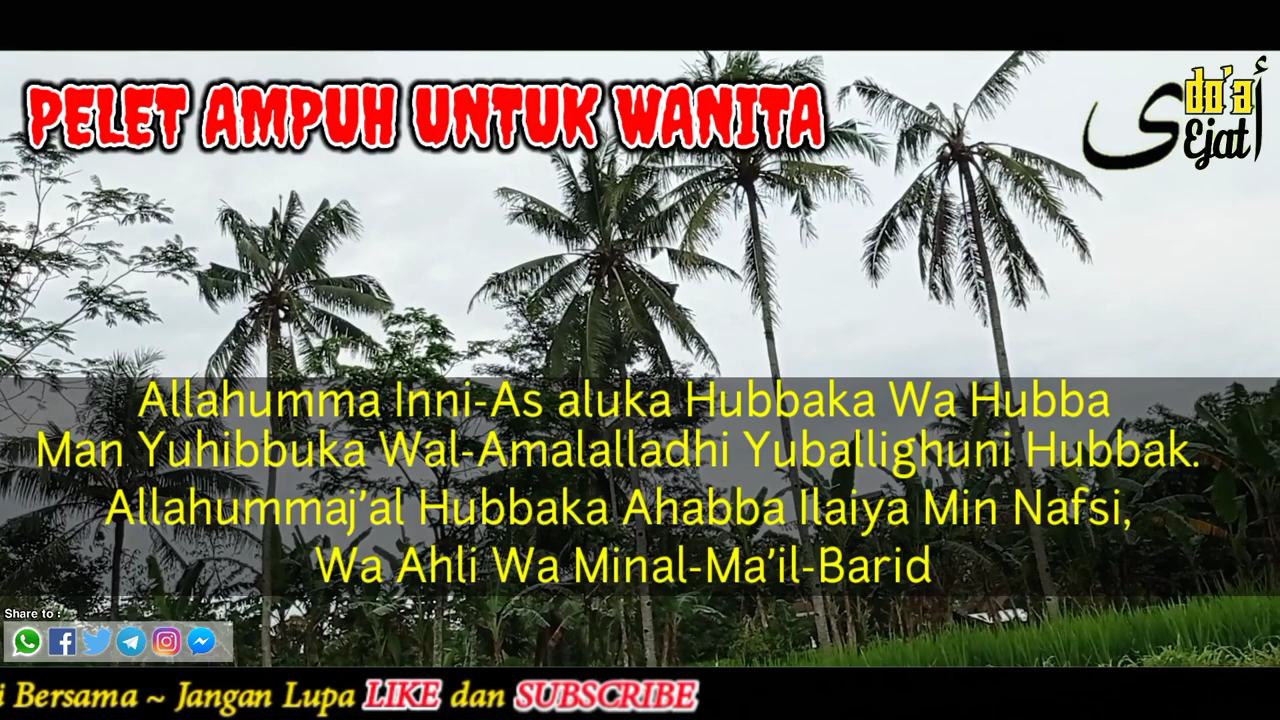 PELET AMPUH UNTUK WANITA
أ
do'a
ى
Ejat
Allahumma Inni-As aluka Hubbaka Wa Hubba
Man Yuhibbuka Wal-Amalalladhi Yuballighuni Hubbak.
Allahummaj'al Hubbaka Ahabba Ilaiya Min Nafsi,
Wa Ahli Wa Minal-Ma'il-Barid
Share to :
i Bersama ~ Jangan Lupa LIKE dan SUBSCRIBE